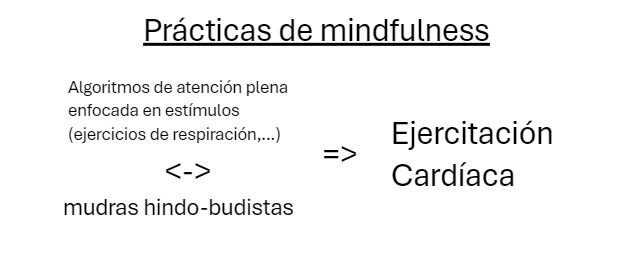 Prácticas de mindfulness
Algoritmos de atención plena
enfocada en estímulos
(ejercicios de respiración,...)
<->
mudras hindo-budistas
=>
Ejercitación
Cardíaca